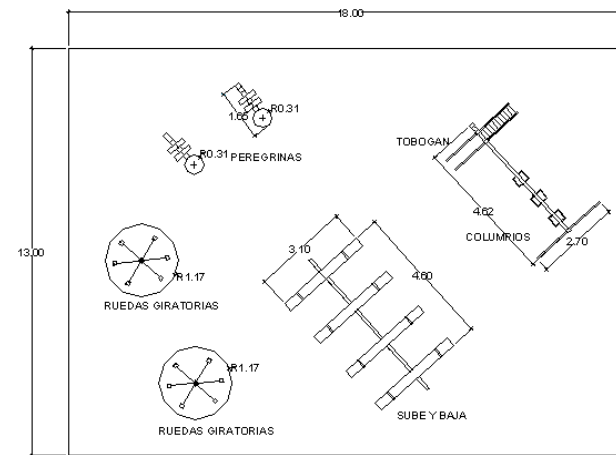 18.00
1.65
R0.31
R0.31
PEREGRINAS
TOBOGAN
4.62
COLUMPIOS
2.70
13.00
3.10
4.60
R1.17
RUEDAS GIRATORIAS
R1.17
SUBE Y BAJA
RUEDAS GIRATORIAS